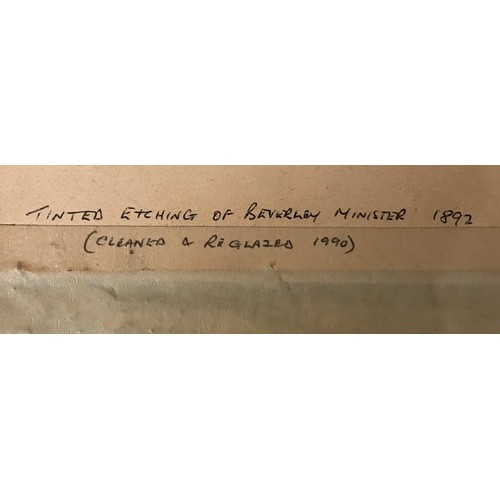 TINTED ETCHING OF BEVERLEY MINISTER 1892
(CLEANED & REGLAZED 1990)